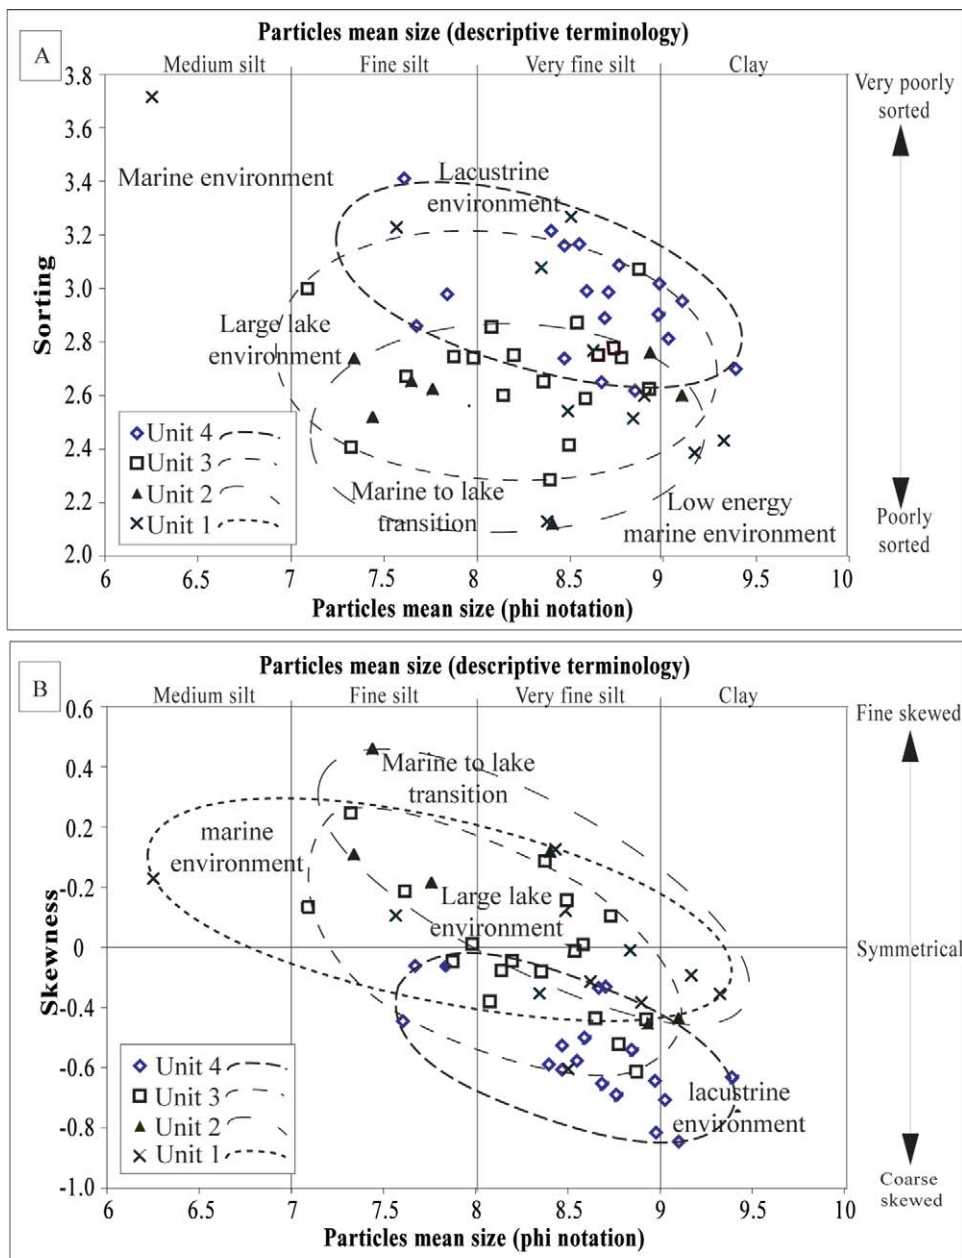 A
Particles mean size (descriptive terminology)
Medium silt Fine silt Very fine silt Clay
3.8
3.6
3.4
3.2
3.0
2.8
2.6
2.4
2.2
2.0
Sorting
Very poorly
sorted
Marine environment
Lacustrine
environment
Large lake
environment
Marine to lake
transition
Low energy
marine environment
Poorly
sorted
Unit 4
Unit 3
Unit 2
Unit 1
6 6.5 7 7.5 8 8.5 9 9.5 10
Particles mean size (phi notation)
B
Particles mean size (descriptive terminology)
Medium silt Fine silt Very fine silt Clay
0.6
0.4
0.2
-0.2
0
-0.4
-0.6
-0.8
-1.0
Skewness
Fine skewed
Marine to lake
transition
marine
environment
Large lake
environment
Symmetrical
lacustrine
environment
Coarse
skewed
Unit 4
Unit 3
Unit 2
Unit 1
6 6.5 7 7.5 8 8.5 9 9.5 10
Particles mean size (phi notation)